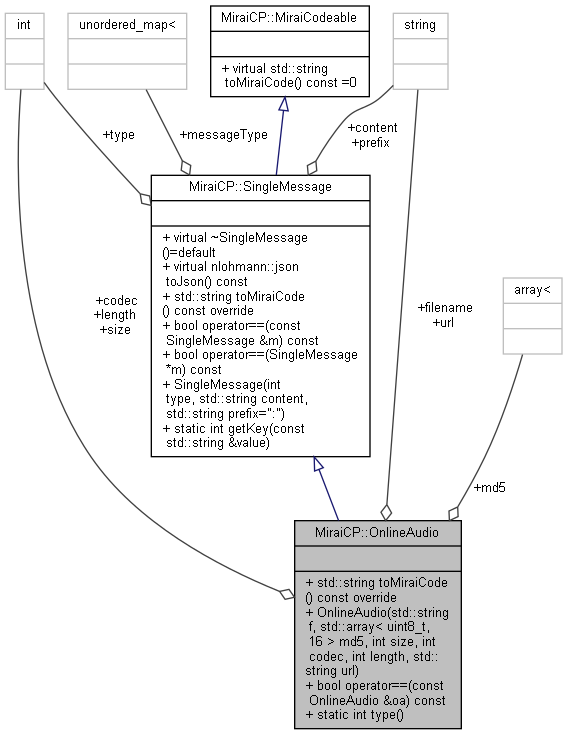 int
unordered_map<
MiraiCP::MiraiCodeable
+ virtual std::string
toMiraiCode() const =0
string
+type
+messageType
+content
+prefix
MiraiCP::SingleMessage
+ virtual ~SingleMessage
()=default
+ virtual nlohmann::json
toJson() const
+ std::string toMiraiCode
() const override
+ bool operator==(const
SingleMessage &m) const
+ bool operator==(SingleMessage
*m) const
+ SingleMessage(int
type, std::string content,
std::string prefix=":")
+ static int getKey(const
std::string &value)
+codec
+length
+size
+filename
+url
array<
+md5
MiraiCP::OnlineAudio
+ std::string toMiraiCode
() const override
+ OnlineAudio(std::string
f, std::array< uint8_t,
16 > md5, int size, int
codec, int length, std::
string url)
+ bool operator==(const
OnlineAudio &oa) const
+ static int type()